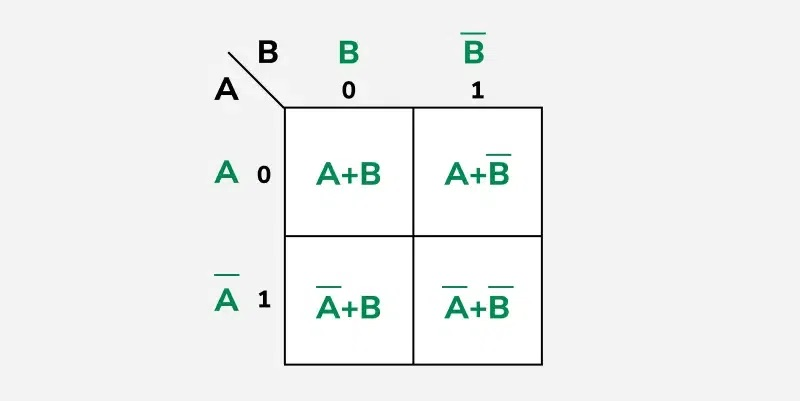 B B B̅
A 0 1
A 0 A+B A+B̅
A̅ 1 A̅+B A̅+B̅